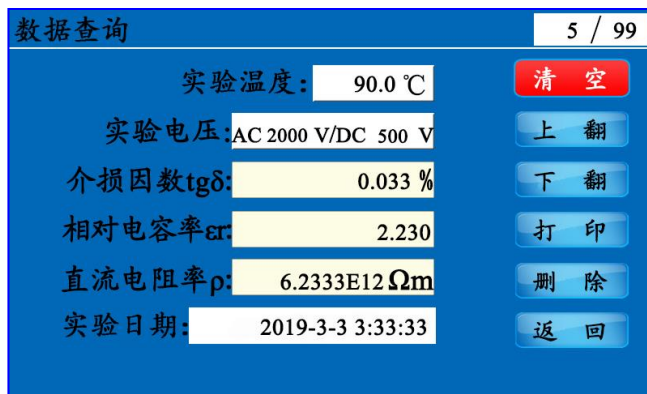 数据查询 5 / 99
实验温度: 90.0 ℃ 清 空
实验电压: AC 2000 V/DC 500 V 上 翻
介损因数tgδ: 0.033 % 下 翻
相对电容率εr: 2.230 打 印
直流电阻率ρ: 6.2333E12 Ωm 删 除
实验日期: 2019-3-3 3:33:33 返 回